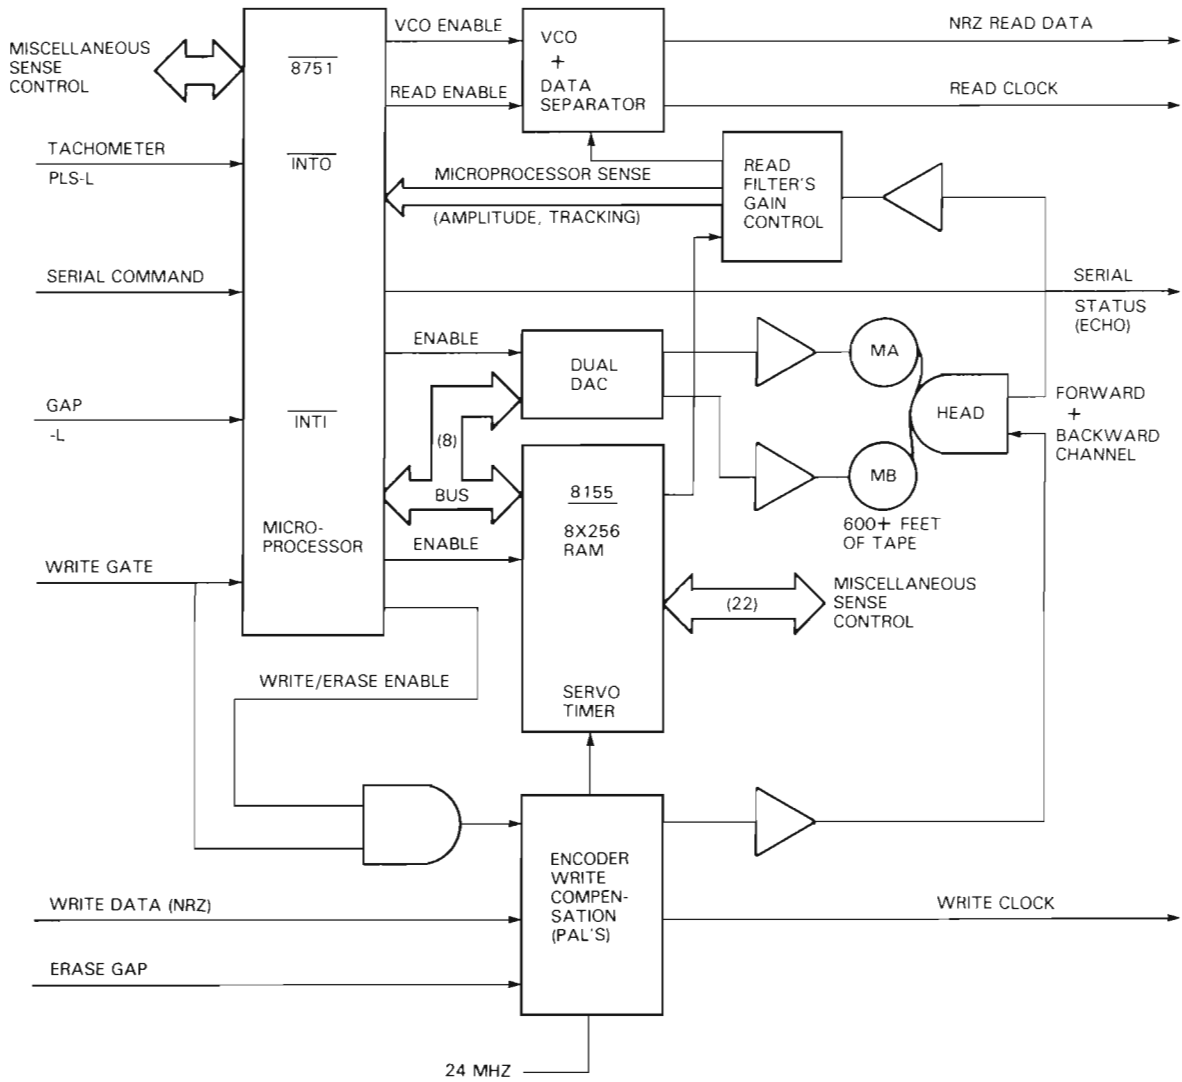 VCO ENABLE
NRZ READ DATA
MISCELLANEOUS
SENSE
CONTROL
8751
VCO
+
DATA
SEPARATOR
READ ENABLE
READ CLOCK
TACHOMETER
PLS-L
INTO
MICROPROCESSOR SENSE
(AMPLITUDE, TRACKING)
READ
FILTER'S
GAIN
CONTROL
SERIAL COMMAND
SERIAL
STATUS
(ECHO)
ENABLE
DUAL
DAC
MA
GAP
-L
INTI
(8)
HEAD
FORWARD
+
BACKWARD
CHANNEL
BUS
8155
8X256
RAM
MB
600+ FEET
OF TAPE
MICRO-
PROCESSOR
ENABLE
WRITE GATE
(22)
MISCELLANEOUS
SENSE
CONTROL
WRITE/ERASE ENABLE
SERVO
TIMER
ENCODER
WRITE
COMPEN-
SATION
(PAL'S)
WRITE DATA (NRZ)
WRITE CLOCK
ERASE GAP
24 MHZ